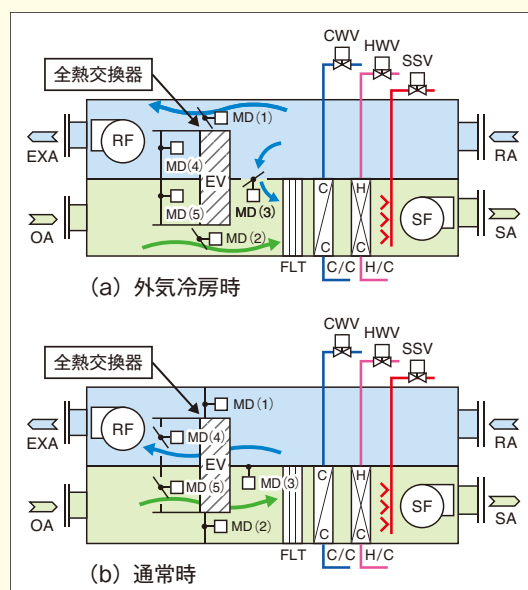 CWV
HWV
SSV
全熱交換器
MD(1)
EXA
RF
MD(4)
EV
RA
MD(5)
MD(3)
C
H
OA
MD(2)
SF
SA
C
C
FLT
C/C
H/C
(a) 外気冷房時
CWV
HWV
SSV
全熱交換器
MD(1)
EXA
RF
MD(4)
EV
RA
MD(5)
MD(3)
C
H
OA
MD(2)
SF
SA
C
C
FLT
C/C
H/C
(b) 通常時